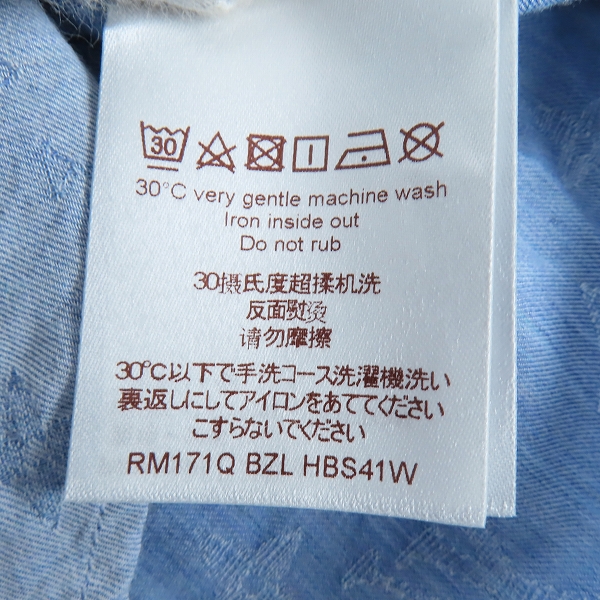 30
30°C very gentle machine wash
Iron inside out
Do not rub
30摄氏度超揉机洗
反面熨烫
请勿摩擦
30°C以下で手洗コース洗濯機洗い
裏返しにしてアイロンをあててください
こすらないでください
RM171Q BZL HBS41W